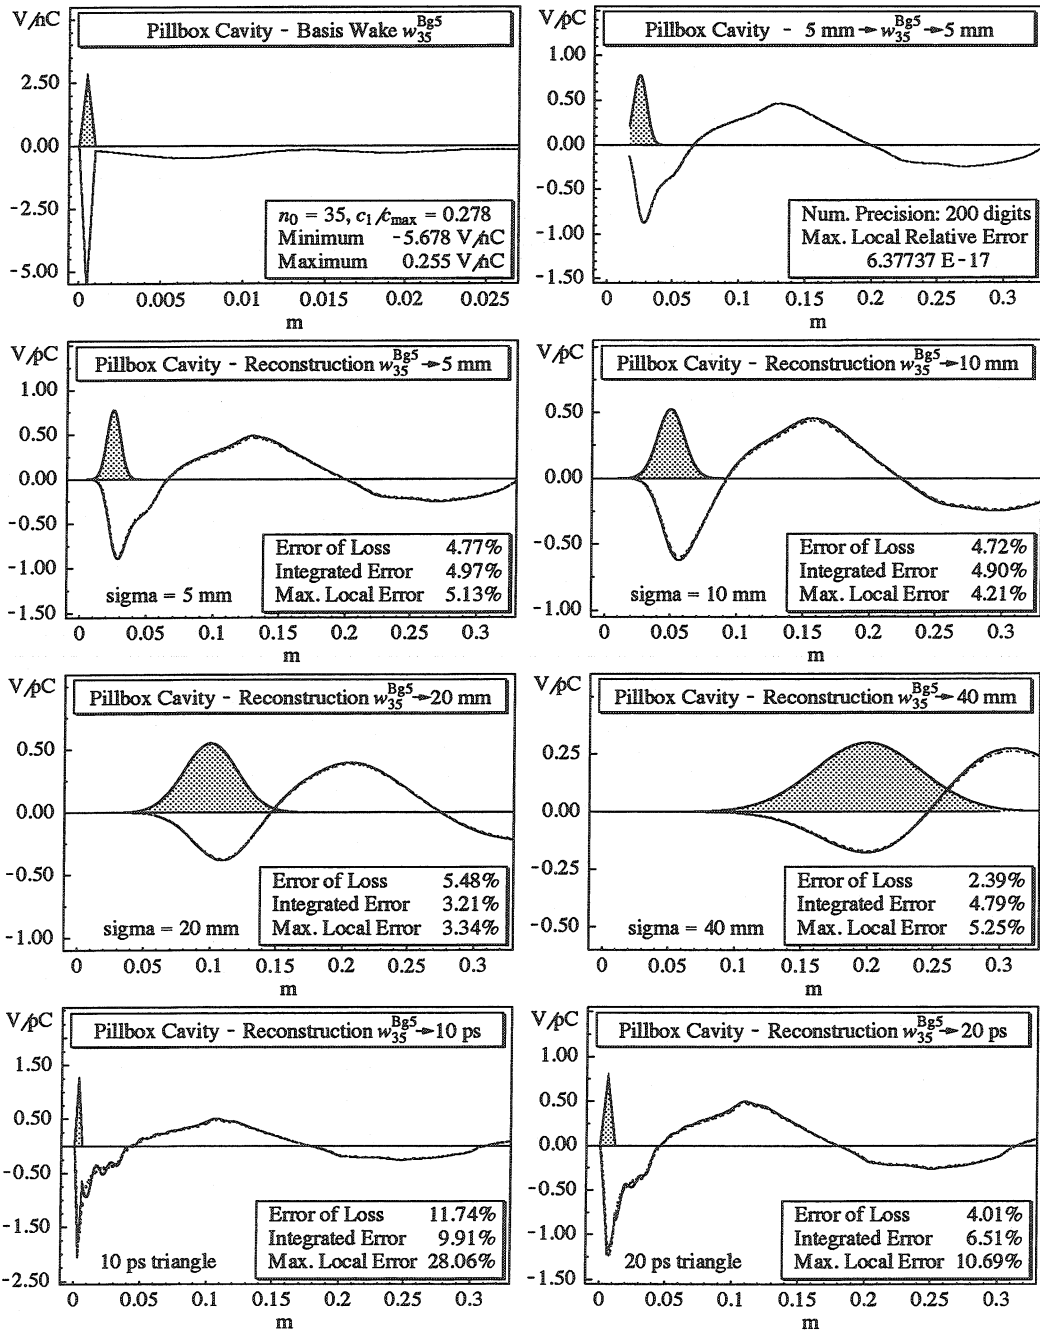 V/nC
Pillbox Cavity - Basis Wake w_35^Bg5
2.50
0.00
-2.50
-5.00
n0 = 35, c1/cmax = 0.278
Minimum -5.678 V/nC
Maximum 0.255 V/nC
0 0.005 0.01 0.015 0.02 0.025
m
V/pC
Pillbox Cavity - 5 mm → w_35^Bg5 → 5 mm
1.00
0.50
0.00
-0.50
-1.00
-1.50
Num. Precision: 200 digits
Max. Local Relative Error
6.37737 E-17
0 0.05 0.1 0.15 0.2 0.25 0.3
m
V/pC
Pillbox Cavity - Reconstruction w_35^Bg5 → 5 mm
1.00
0.50
0.00
-0.50
-1.00
-1.50
sigma = 5 mm
Error of Loss 4.77%
Integrated Error 4.97%
Max. Local Error 5.13%
0 0.05 0.1 0.15 0.2 0.25 0.3
m
V/pC
Pillbox Cavity - Reconstruction w_35^Bg5 → 10 mm
0.50
0.00
-0.50
-1.00
sigma = 10 mm
Error of Loss 4.72%
Integrated Error 4.90%
Max. Local Error 4.21%
0 0.05 0.1 0.15 0.2 0.25 0.3
m
V/pC
Pillbox Cavity - Reconstruction w_35^Bg5 → 20 mm
0.50
0.00
-0.50
-1.00
sigma = 20 mm
Error of Loss 5.48%
Integrated Error 3.21%
Max. Local Error 3.34%
0 0.05 0.1 0.15 0.2 0.25 0.3
m
V/pC
Pillbox Cavity - Reconstruction w_35^Bg5 → 40 mm
0.25
0.00
-0.25
-0.50
sigma = 40 mm
Error of Loss 2.39%
Integrated Error 4.79%
Max. Local Error 5.25%
0 0.05 0.1 0.15 0.2 0.25 0.3
m
V/pC
Pillbox Cavity - Reconstruction w_35^Bg5 → 10 ps
1.50
0.50
-0.50
-1.50
-2.50
10 ps triangle
Error of Loss 11.74%
Integrated Error 9.91%
Max. Local Error 28.06%
0 0.05 0.1 0.15 0.2 0.25 0.3
m
V/pC
Pillbox Cavity - Reconstruction w_35^Bg5 → 20 ps
1.00
0.50
0.00
-0.50
-1.00
-1.50
20 ps triangle
Error of Loss 4.01%
Integrated Error 6.51%
Max. Local Error 10.69%
0 0.05 0.1 0.15 0.2 0.25 0.3
m